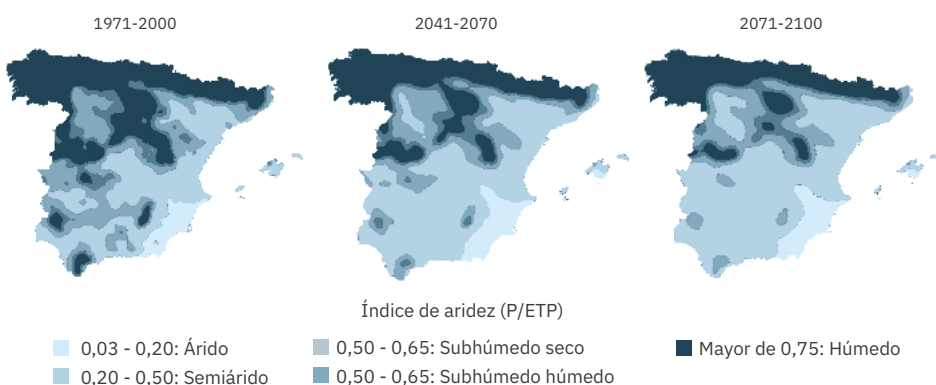 1971-2000
2041-2070
2071-2100
Índice de aridez (P/ETP)
0,03 - 0,20: Árido
0,20 - 0,50: Semiárido
0,50 - 0,65: Subhúmedo seco
0,50 - 0,65: Subhúmedo húmedo
Mayor de 0,75: Húmedo